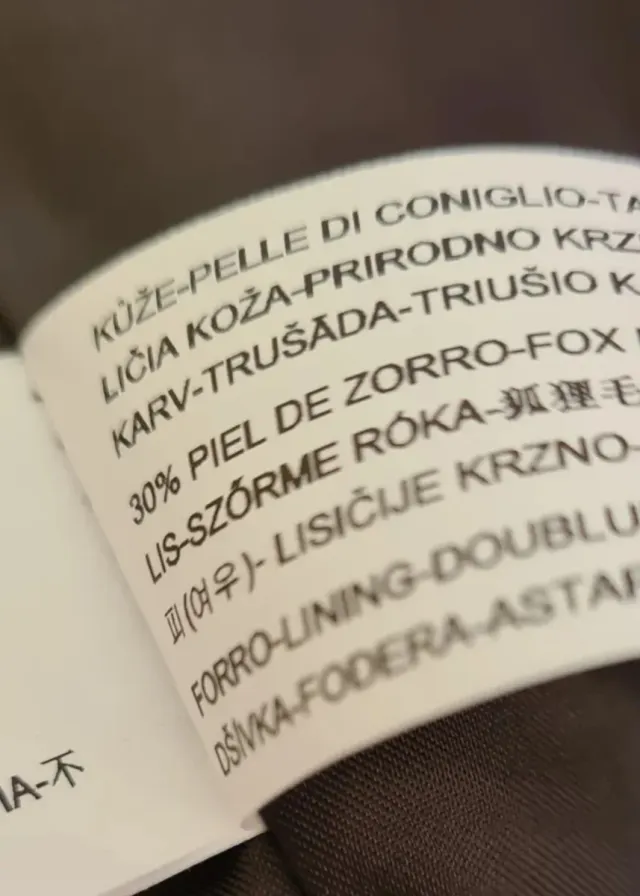 KŮŽE-PELLE DI CONIGLIO-TA
LIČIA KOŽA-PRIRODNO KRZ
KARV-TRUŠĀDA-TRIUŠIO K
30% PIEL DE ZORRO-FOX
LIS-SZŐRME RÓKA-狐狸毛
피(여우)- LISIČIJE KRZNO-
FORRO-LINING-DOUBLU
DŠÍVKA-FODERA-ASTAR
IA-不